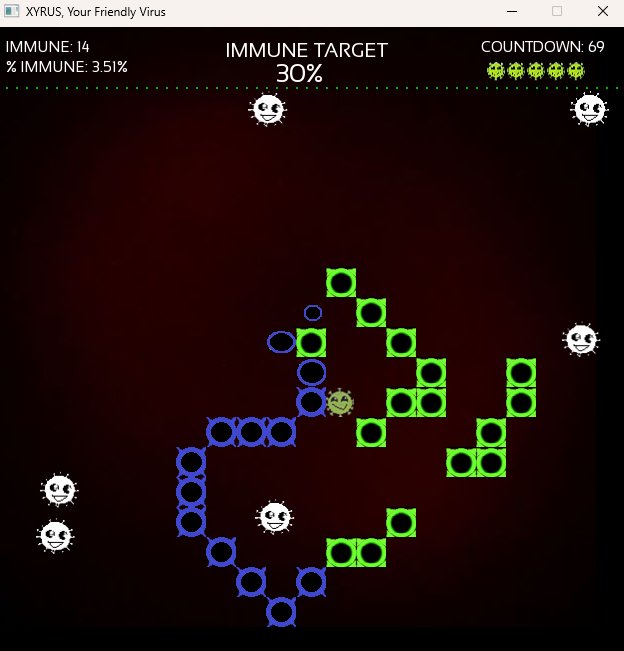 XYRUS, Your Friendly Virus
IMMUNE: 14
% IMMUNE: 3.51%
IMMUNE TARGET
30%
COUNTDOWN: 69